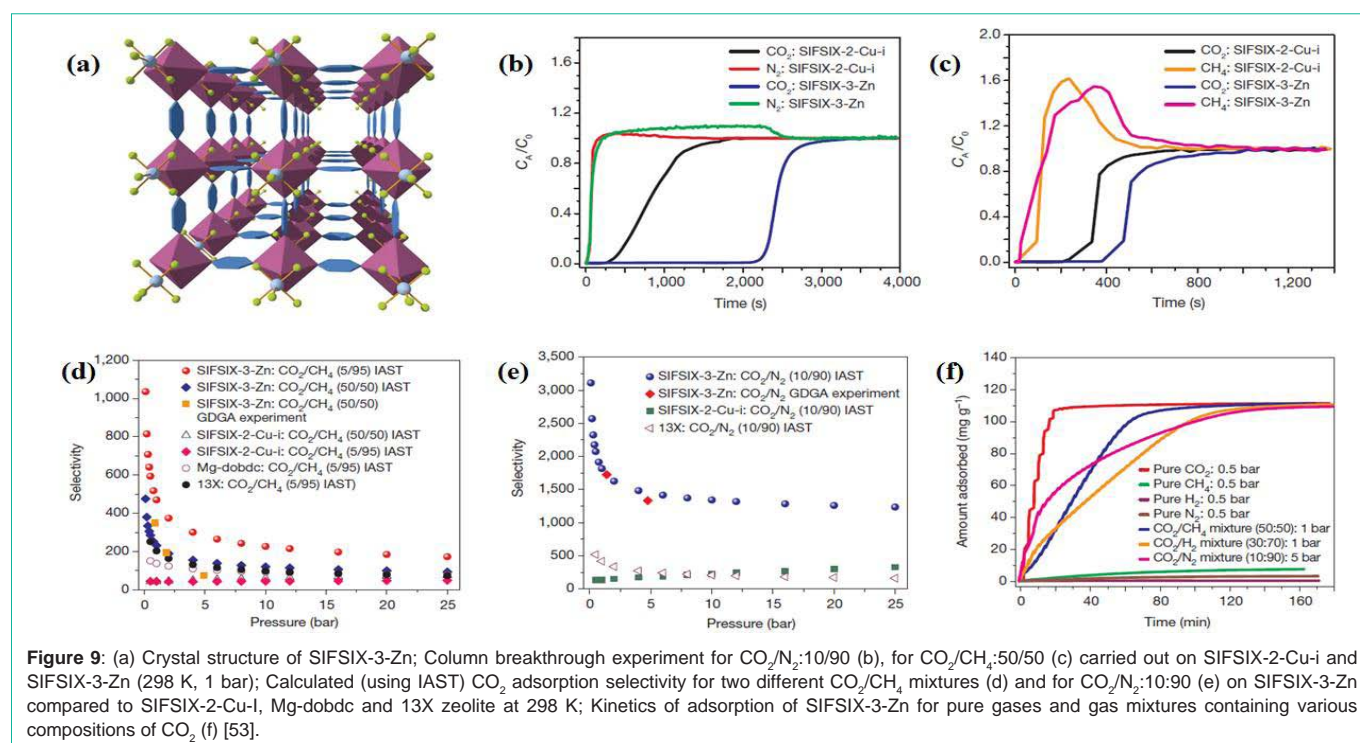 (a)
(b)
CO₂: SIFSIX-2-Cu-i
N₂: SIFSIX-2-Cu-i
CO₂: SIFSIX-3-Zn
N₂: SIFSIX-3-Zn
C_A/C_0
1.2
0.8
0.4
0.0
0
1,000
2,000
3,000
4,000
Time (s)
(c)
CO₂: SIFSIX-2-Cu-i
CH₄: SIFSIX-2-Cu-i
CO₂: SIFSIX-3-Zn
CH₄: SIFSIX-3-Zn
C_A/C_0
2.0
1.6
1.2
0.8
0.4
0.0
0
400
800
1,200
Time (s)
(d)
SIFSIX-3-Zn: CO₂/CH₄ (5/95) IAST
SIFSIX-3-Zn: CO₂/CH₄ (50/50) IAST
SIFSIX-3-Zn: CO₂/CH₄ (50/50)
GDGA experiment
SIFSIX-2-Cu-i: CO₂/CH₄ (50/50) IAST
SIFSIX-2-Cu-i: CO₂/CH₄ (5/95) IAST
Mg-dobdc: CO₂/CH₄ (5/95) IAST
13X: CO₂/CH₄ (5/95) IAST)
Selectivity
1,200
1,000
800
600
400
200
0
0
5
10
15
20
25
Pressure (bar)
(e)
SIFSIX-3-Zn: CO₂/N₂ (10/90) IAST
SIFSIX-3-Zn: CO₂/N₂ GDGA experiment
SIFSIX-2-Cu-i: CO₂/N₂ (10/90) IAST
13X: CO₂/N₂ (10/90) IAST
Selectivity
3,500
3,000
2,500
2,000
1,500
1,000
500
0
0
5
10
15
20
25
Pressure (bar)
(f)
Pure CO₂: 0.5 bar
Pure CH₄: 0.5 bar
Pure H₂: 0.5 bar
Pure N₂: 0.5 bar
CO₂/CH₄ mixture (50:50): 1 bar
CO₂/H₂ mixture (30:70): 1 bar
CO₂/N₂ mixture (10:90): 5 bar
Amount adsorbed (mg g⁻¹)
140
120
100
80
60
40
20
0
0
40
80
120
160
Time (min)
Figure 9: (a) Crystal structure of SIFSIX-3-Zn; Column breakthrough experiment for CO₂/N₂:10/90 (b), for CO₂/CH₄:50/50 (c) carried out on SIFSIX-2-Cu-i and
SIFSIX-3-Zn (298 K, 1 bar); Calculated (using IAST) CO₂ adsorption selectivity for two different CO₂/CH₄ mixtures (d) and for CO₂/N₂:10:90 (e) on SIFSIX-3-Zn
compared to SIFSIX-2-Cu-I, Mg-dobdc and 13X zeolite at 298 K; Kinetics of adsorption of SIFSIX-3-Zn for pure gases and gas mixtures containing various
compositions of CO₂ (f) [53].